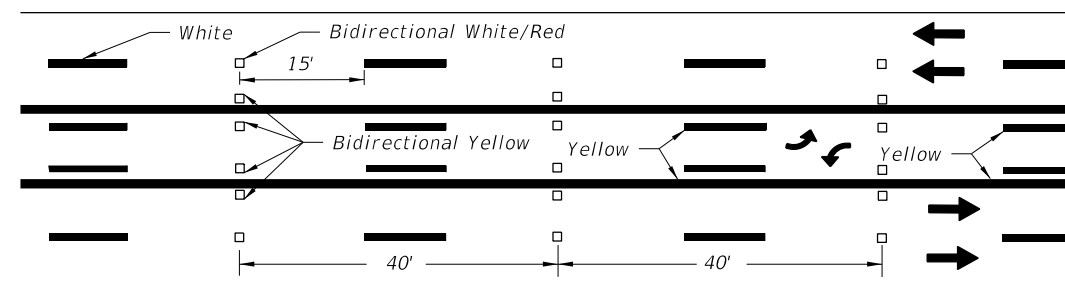 White
Bidirectional White/Red
15'
Bidirectional Yellow
Yellow
Yellow
40'
40'